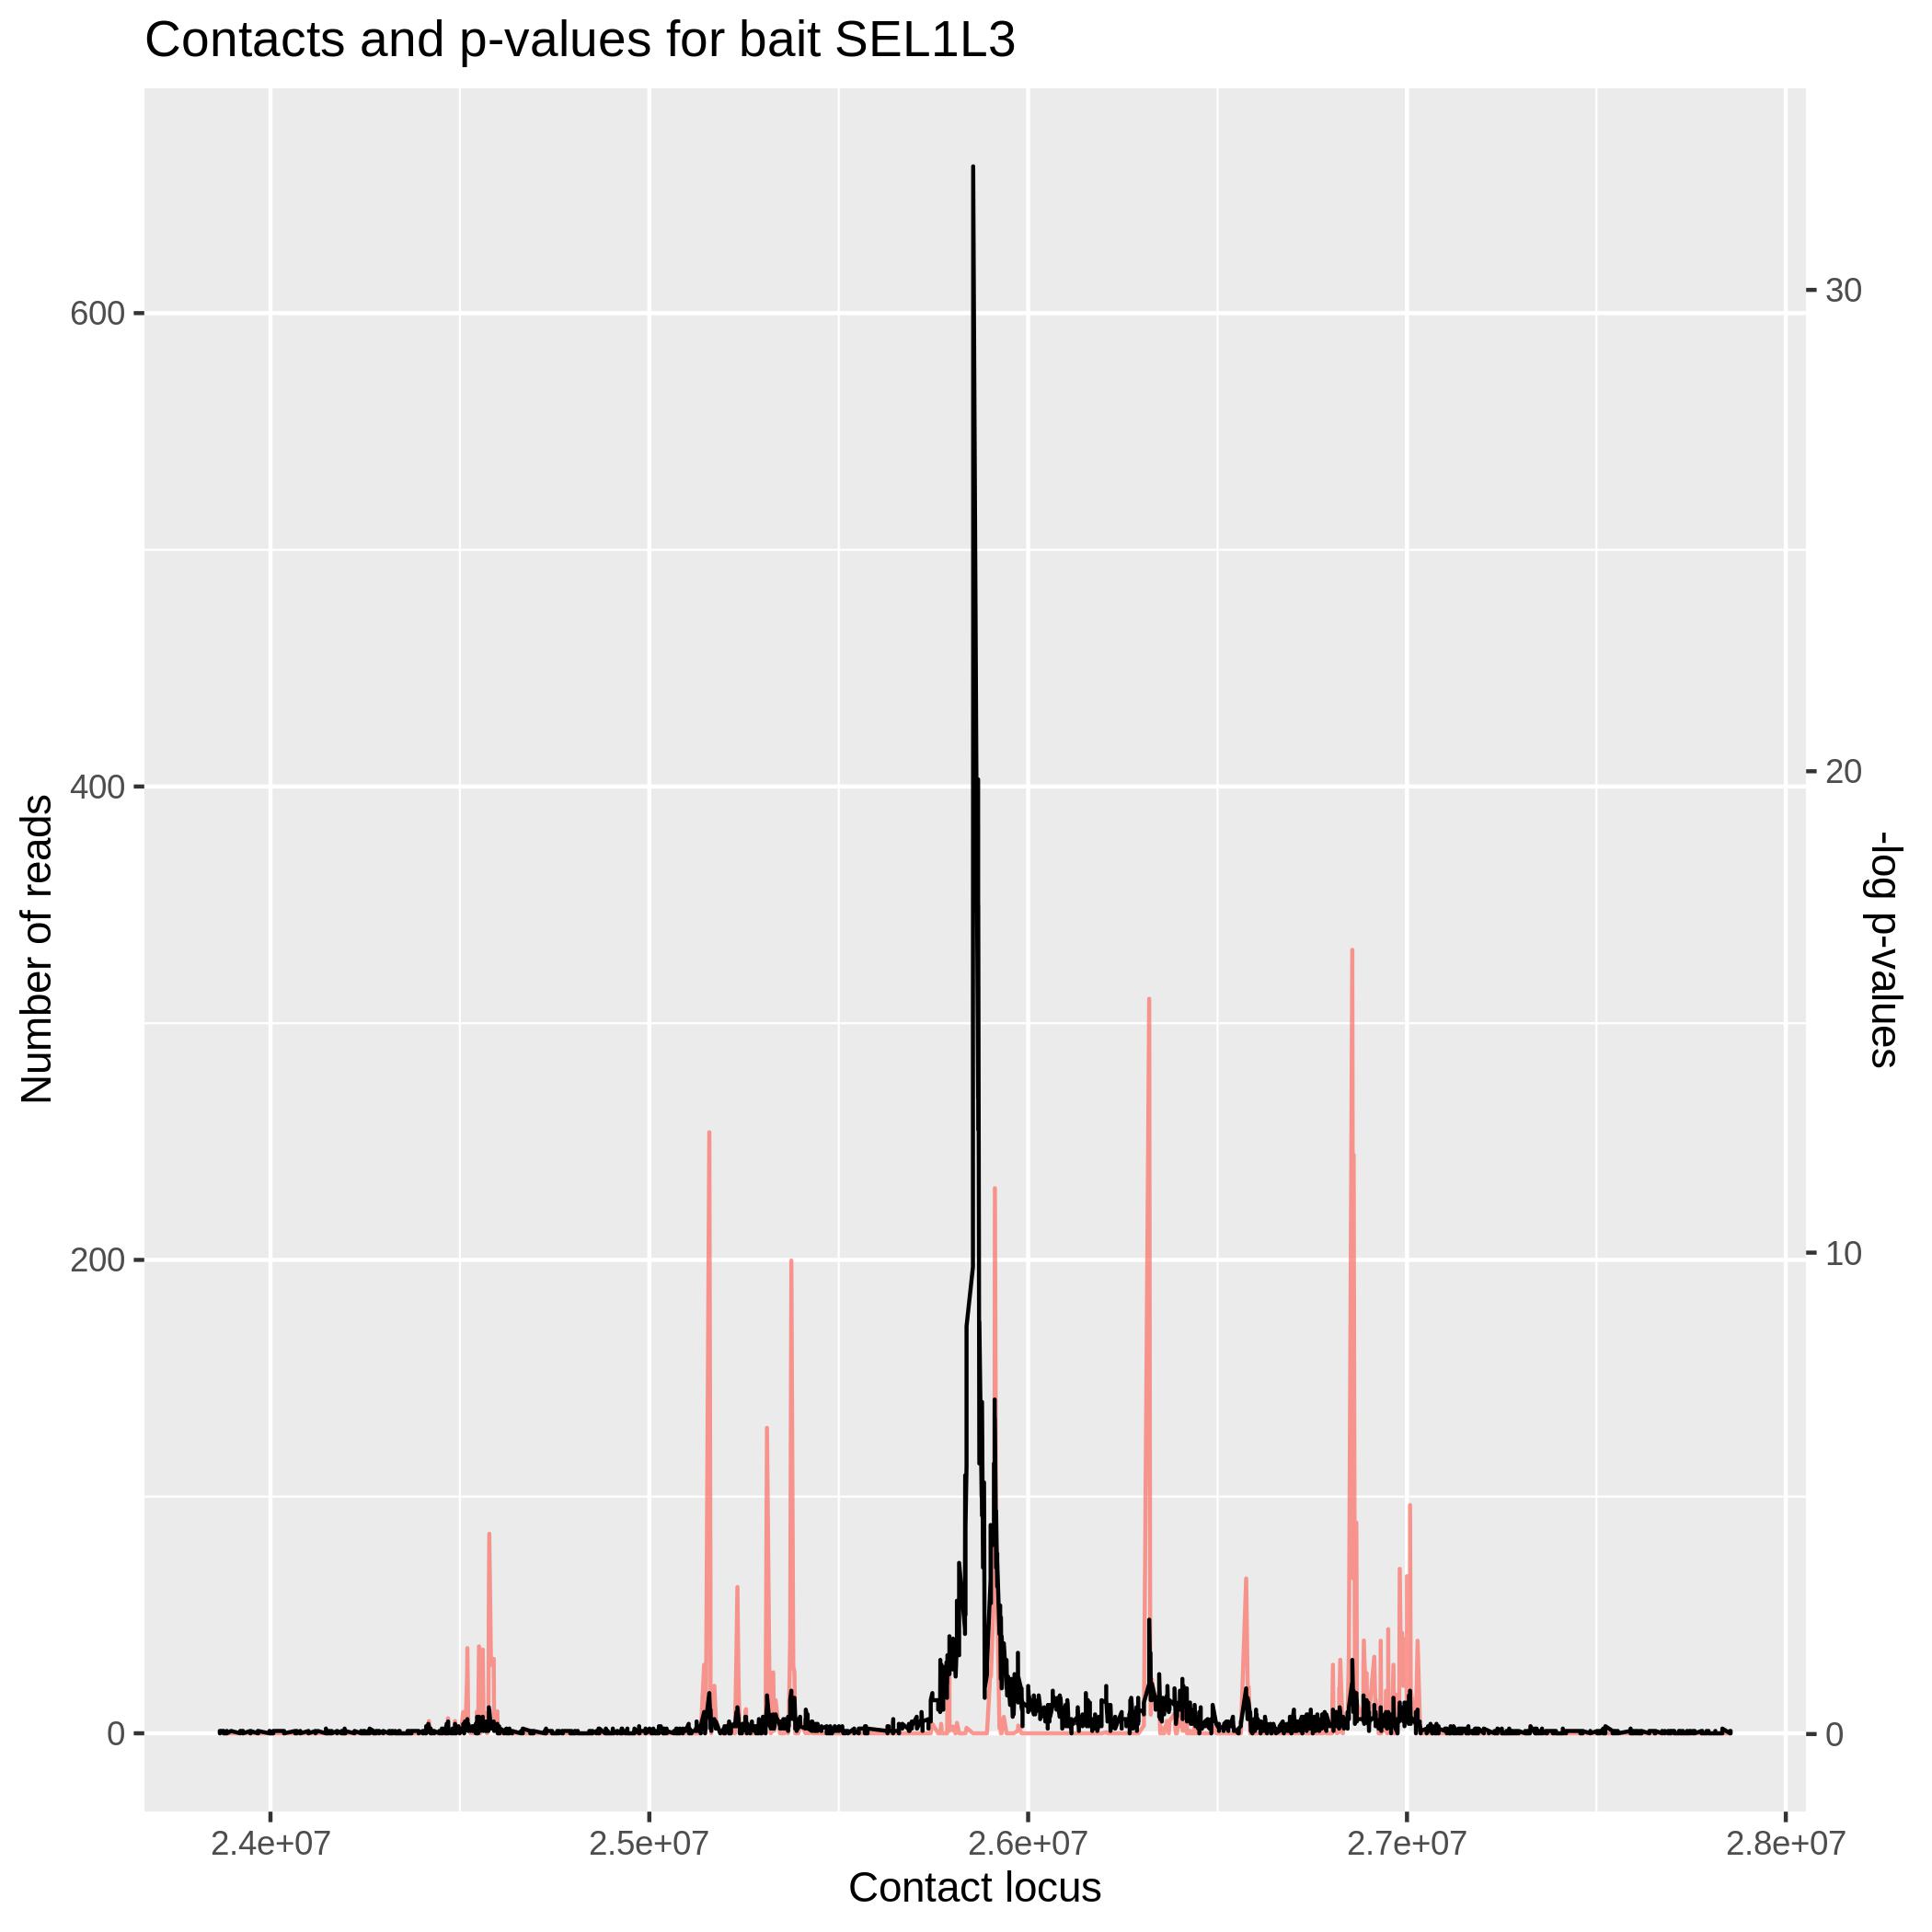 Contacts and p-values for bait SEL1L3
Number of reads
600
400
200
0
30
20
10
0
-log p-values
2.4e+07
2.5e+07
2.6e+07
2.7e+07
2.8e+07
Contact locus